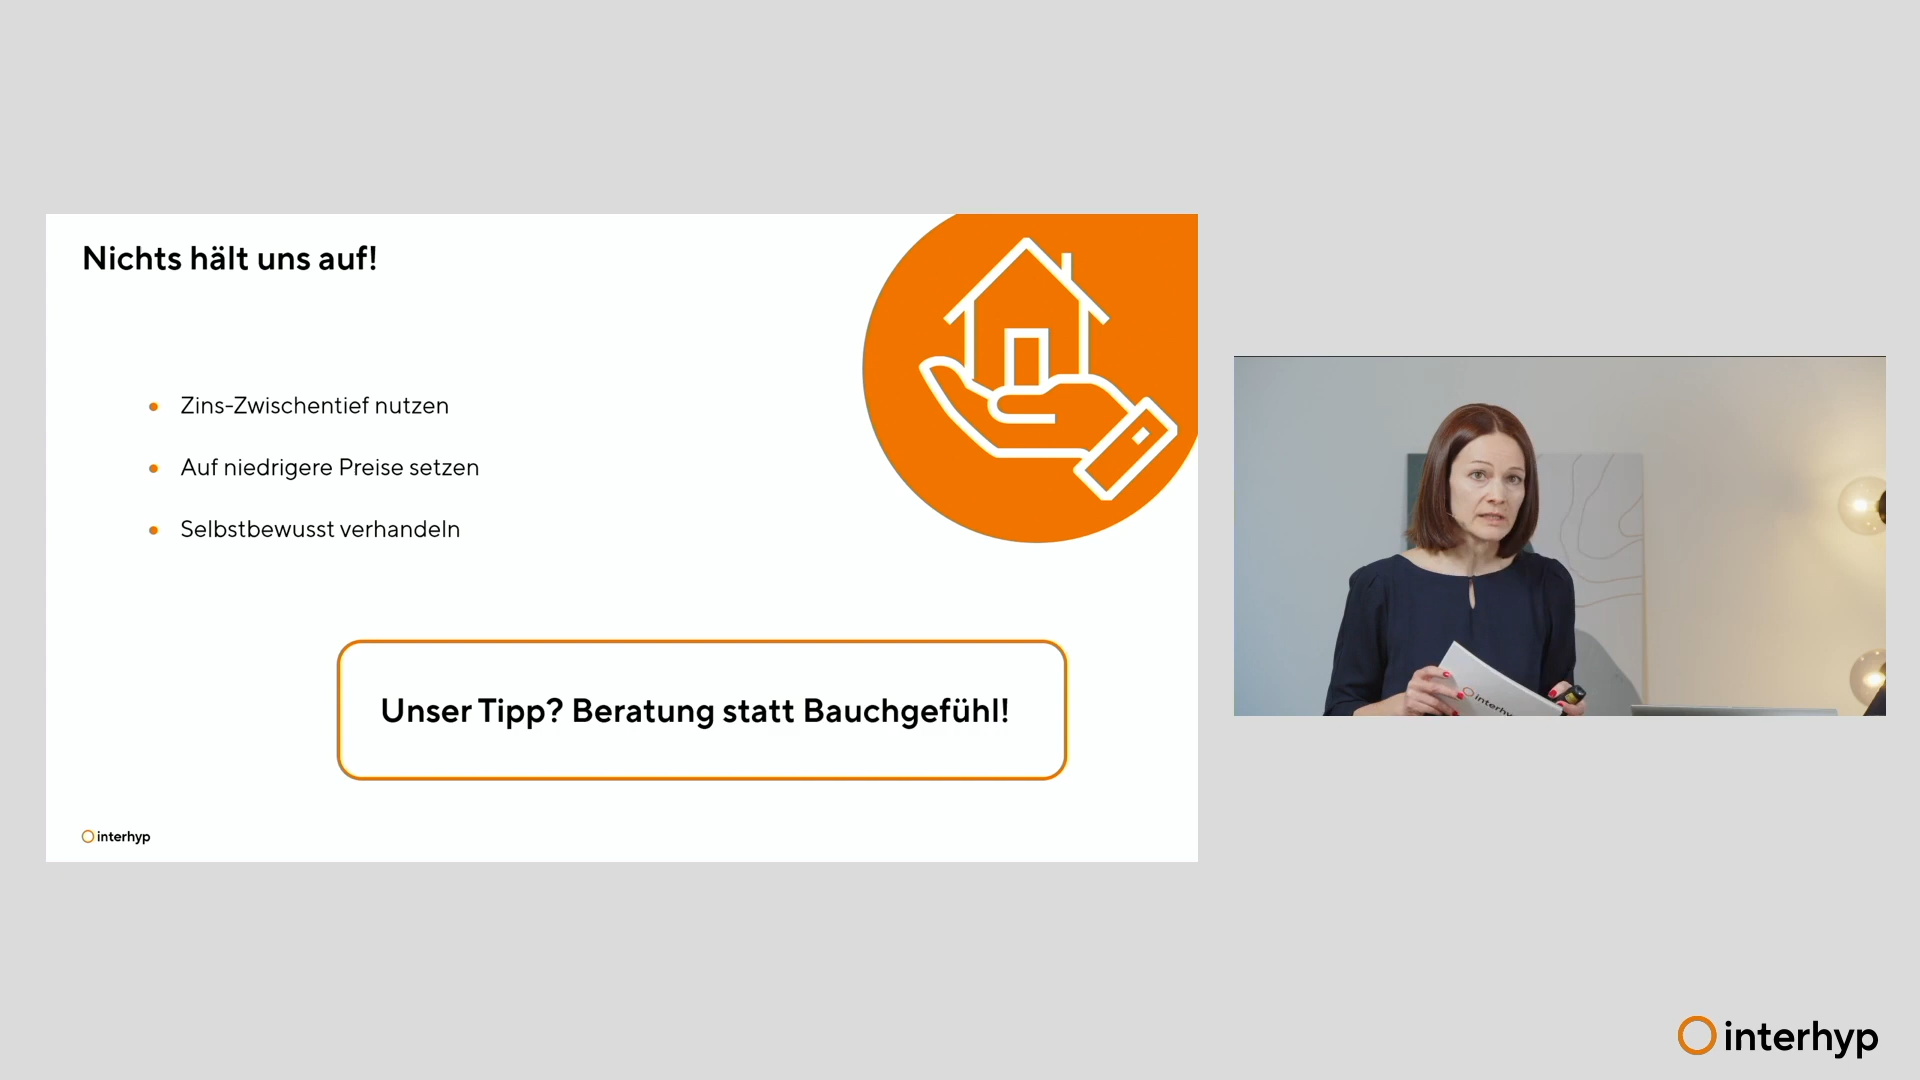 Nichts hält uns auf!
Zins-Zwischentief nutzen
Auf niedrigere Preise setzen
Selbstbewusst verhandeln
Unser Tipp? Beratung statt Bauchgefühl!
interhyp
interhyp
interhyp